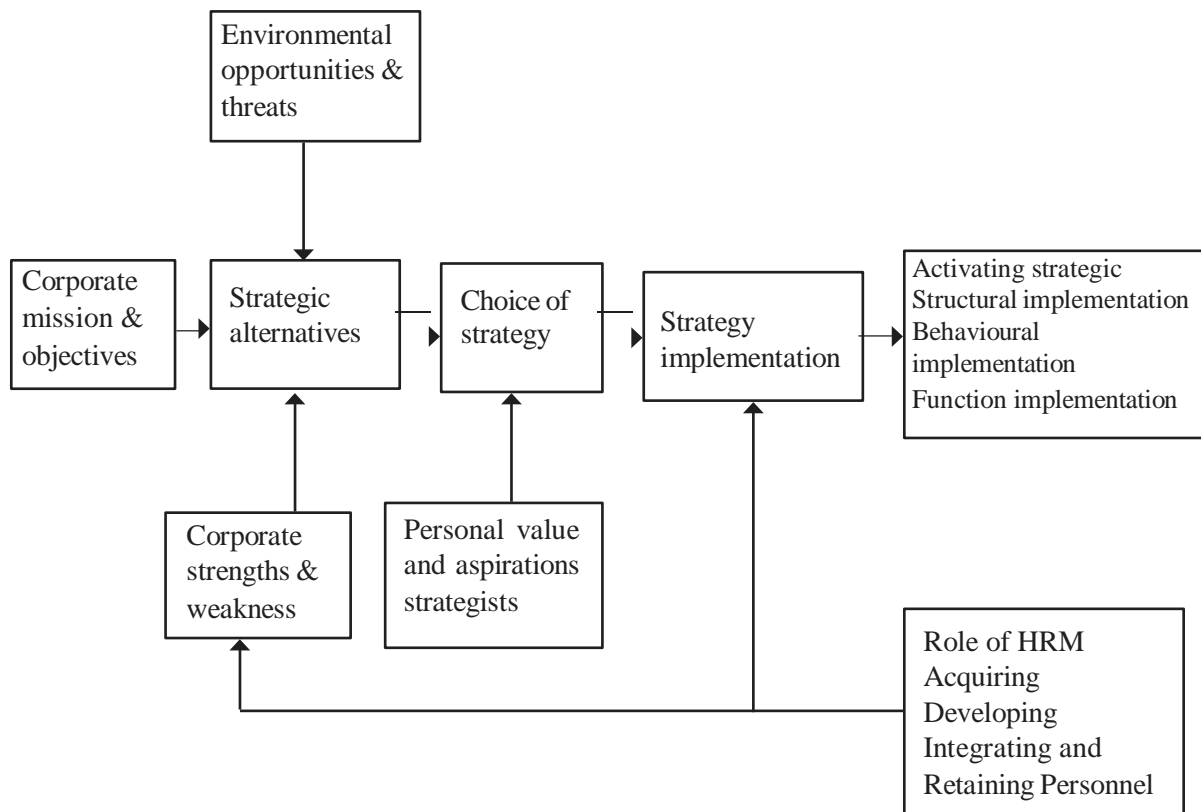 Environmental
opportunities &
threats
Corporate
mission &
objectives
Strategic
alternatives
Choice of
strategy
Strategy
implementation
Activating strategic
Structural implementation
Behavioural
implementation
Function implementation
Corporate
strengths &
weakness
Personal value
and aspirations
strategists
Role of HRM
Acquiring
Developing
Integrating and
Retaining Personnel